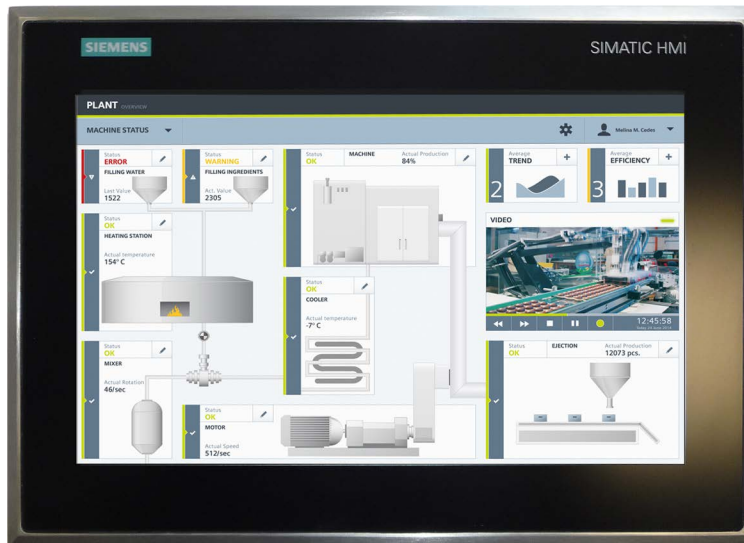 SIEMENS
SIMATIC HMI
PLANT OVERVIEW
MACHINE STATUS
Melina M. Cedes
Status
ERROR
FILLING WATER
Last Value
1522
Status
WARNING
FILLING INGREDIENTS
Act. Value
2305
Status
OK
MACHINE
Actual Production
84%
Average
TREND
2
Average
EFFICIENCY
3
Status
OK
HEATING STATION
Actual temperature
154° C
VIDEO
12:45:58
Status
OK
COOLER
Actual temperature
-7° C
Status
OK
MIXER
Actual Rotation
46/sec
Status
OK
MOTOR
Actual Speed
512/sec
Status
OK
EJECTION
Actual Production
12073 pcs.